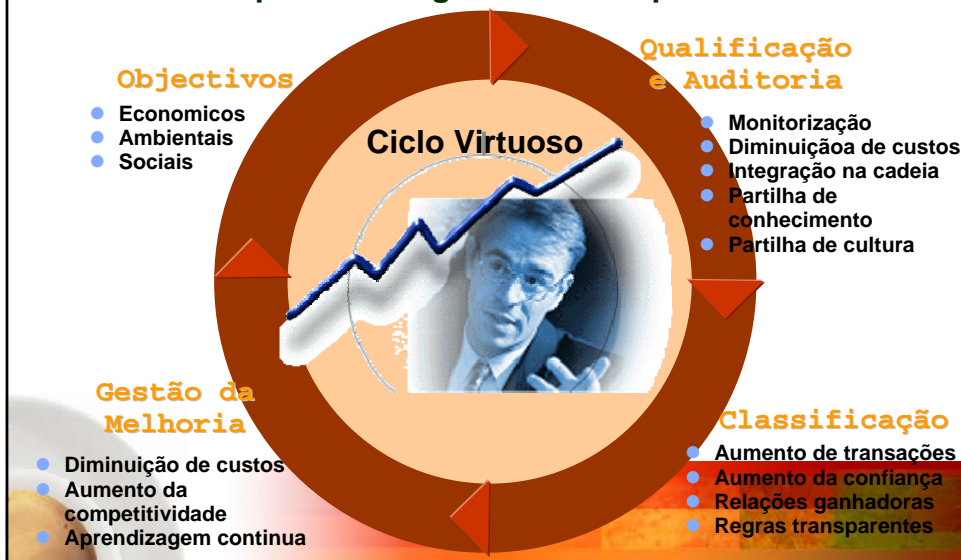 Objectivos
Economicos
Ambientais
Sociais
Qualificação
e Auditoria
Monitorização
Diminuiçãoa de custos
Integração na cadeia
Partilha de
conhecimento
Partilha de cultura
Ciclo Virtuoso
Gestão da
Melhoria
Diminuição de custos
Aumento da
competitividade
Aprendizagem continua
Classificação
Aumento de transações
Aumento da confiança
Relações ganhadoras
Regras transparentes